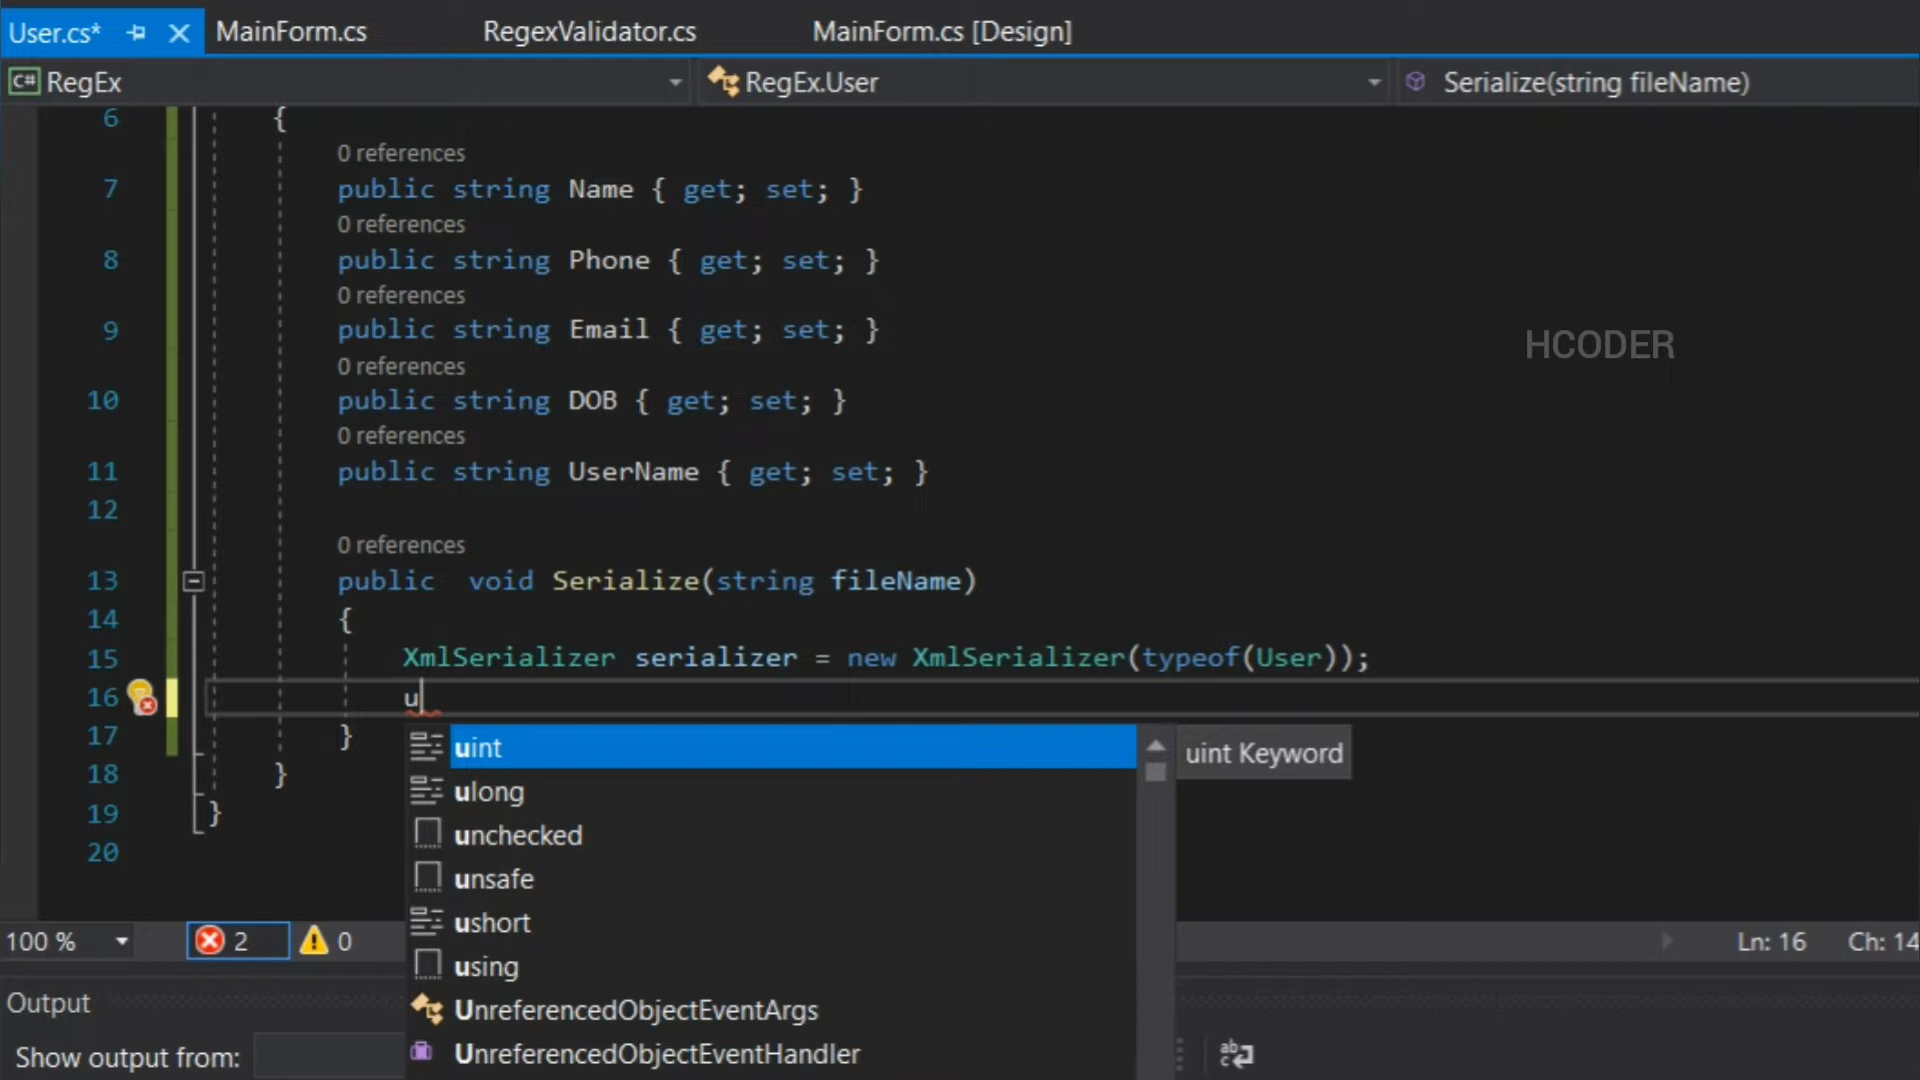 User.cs* MainForm.cs RegexValidator.cs MainForm.cs [Design]
C# RegEx RegEx.User Serialize(string fileName)
6 {
0 references
7 public string Name { get; set; }
0 references
8 public string Phone { get; set; }
0 references
9 public string Email { get; set; }
HCODER
0 references
10 public string DOB { get; set; }
0 references
11 public string UserName { get; set; }
12
0 references
13 public  void Serialize(string fileName)
14 {
15 XmlSerializer serializer = new XmlSerializer(typeof(User));
16 u
17 }
18 }
19 }
20
uint
uint Keyword
ulong
unchecked
unsafe
ushort
using
UnreferencedObjectEventArgs
UnreferencedObjectEventHandler
100 % 2 0 Ln: 16 Ch: 14
Output
Show output from: